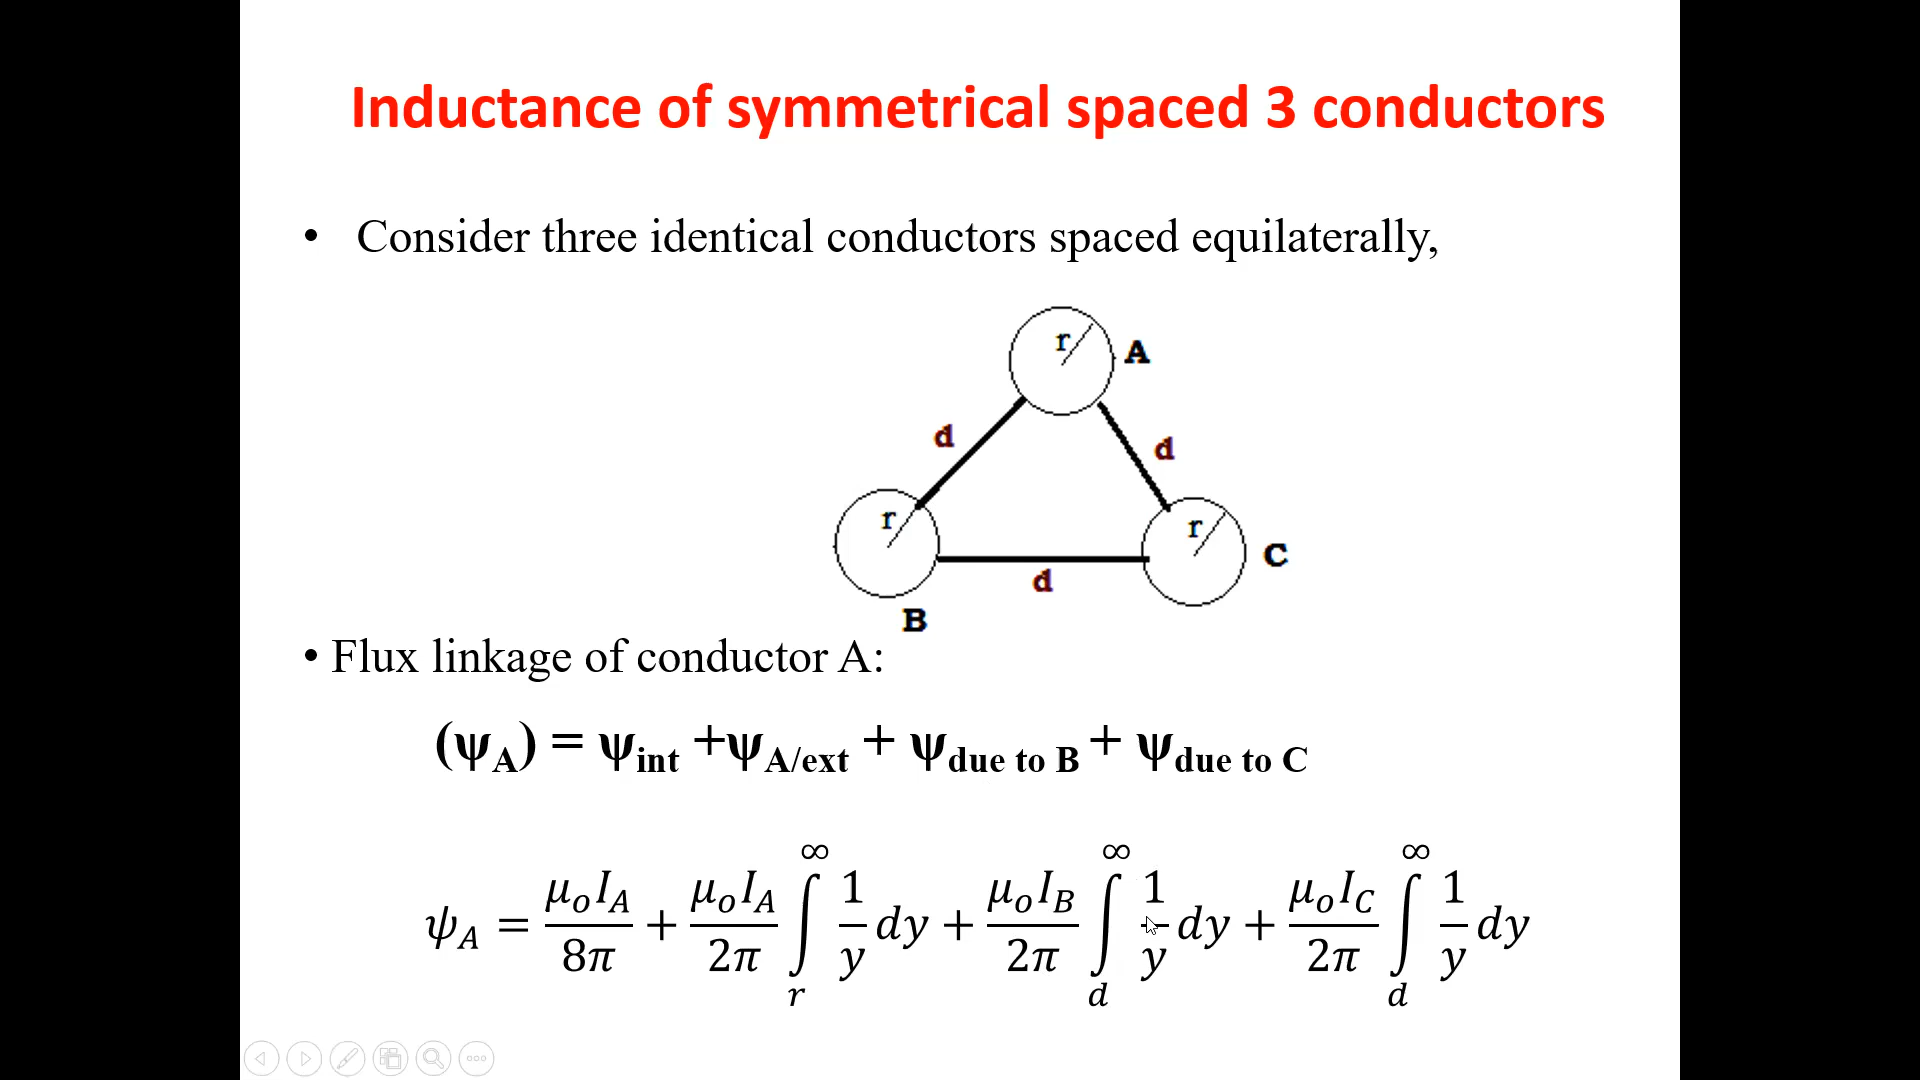 Inductance of symmetrical spaced 3 conductors
• Consider three identical conductors spaced equilaterally,
r A
d d
r r C
d
B
• Flux linkage of conductor A:
(ψ_A) = ψ_int +ψ_A/ext + ψ_due to B + ψ_due to C
ψ_A = μ_o I_A / 8π + μ_o I_A / 2π ∫_r^∞ 1/y dy + μ_o I_B / 2π ∫_d^∞ 1/y dy + μ_o I_C / 2π ∫_d^∞ 1/y dy